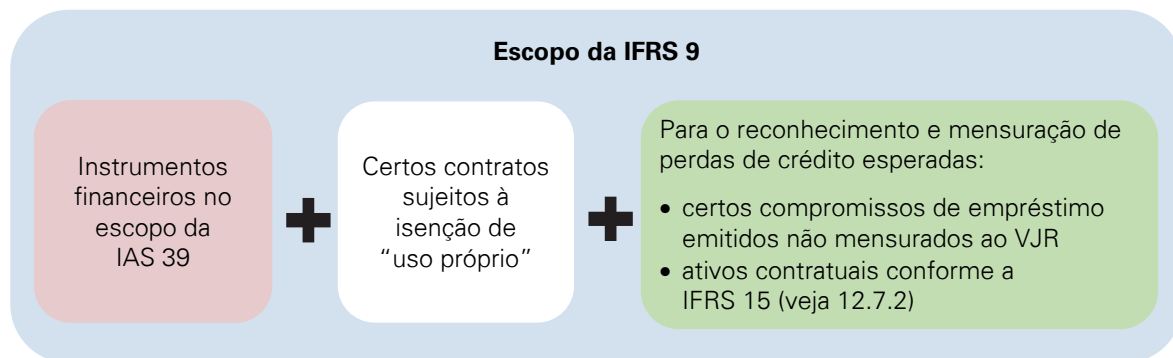 Escopo da IFRS 9
Instrumentos
financeiros no
escopo da
IAS 39
+
Certos contratos
sujeitos à
isenção de
“uso próprio”
+
Para o reconhecimento e mensuração de
perdas de crédito esperadas:
• certos compromissos de empréstimo
emitidos não mensurados ao VJR
• ativos contratuais conforme a
IFRS 15 (veja 12.7.2)